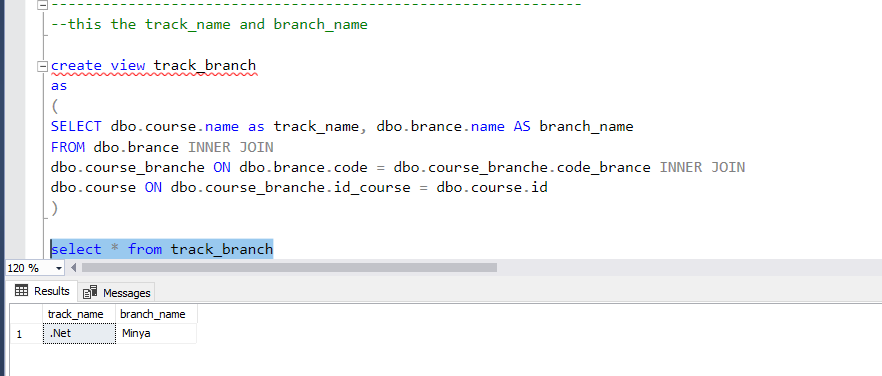 --------------------------------------------------------------
--this the track_name and branch_name
create view track_branch
as
(
SELECT dbo.course.name as track_name, dbo.brance.name AS branch_name
FROM dbo.brance INNER JOIN
dbo.course_branche ON dbo.brance.code = dbo.course_branche.code_brance INNER JOIN
dbo.course ON dbo.course_branche.id_course = dbo.course.id
)
select * from track_branch
120 %
Results Messages
track_name branch_name
1 .Net Minya